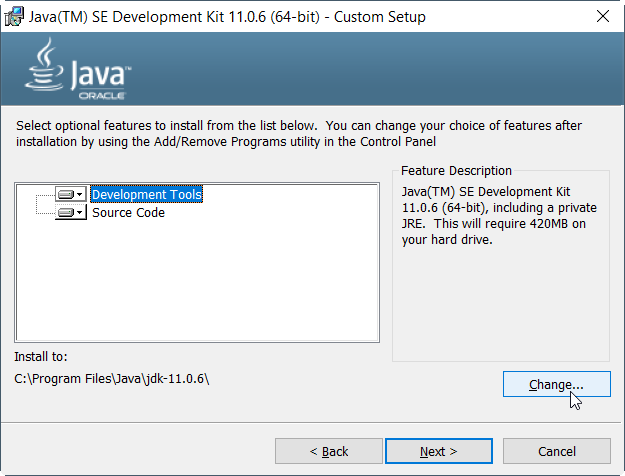 Java(TM) SE Development Kit 11.0.6 (64-bit) - Custom Setup
Java™
ORACLE
Select optional features to install from the list below.  You can change your choice of features after
installation by using the Add/Remove Programs utility in the Control Panel
Development Tools
Source Code
Feature Description
Java(TM) SE Development Kit
11.0.6 (64-bit), including a private
JRE.  This will require 420MB on
your hard drive.
Install to:
C:\Program Files\Java\jdk-11.0.6\
Change...
< Back
Next >
Cancel